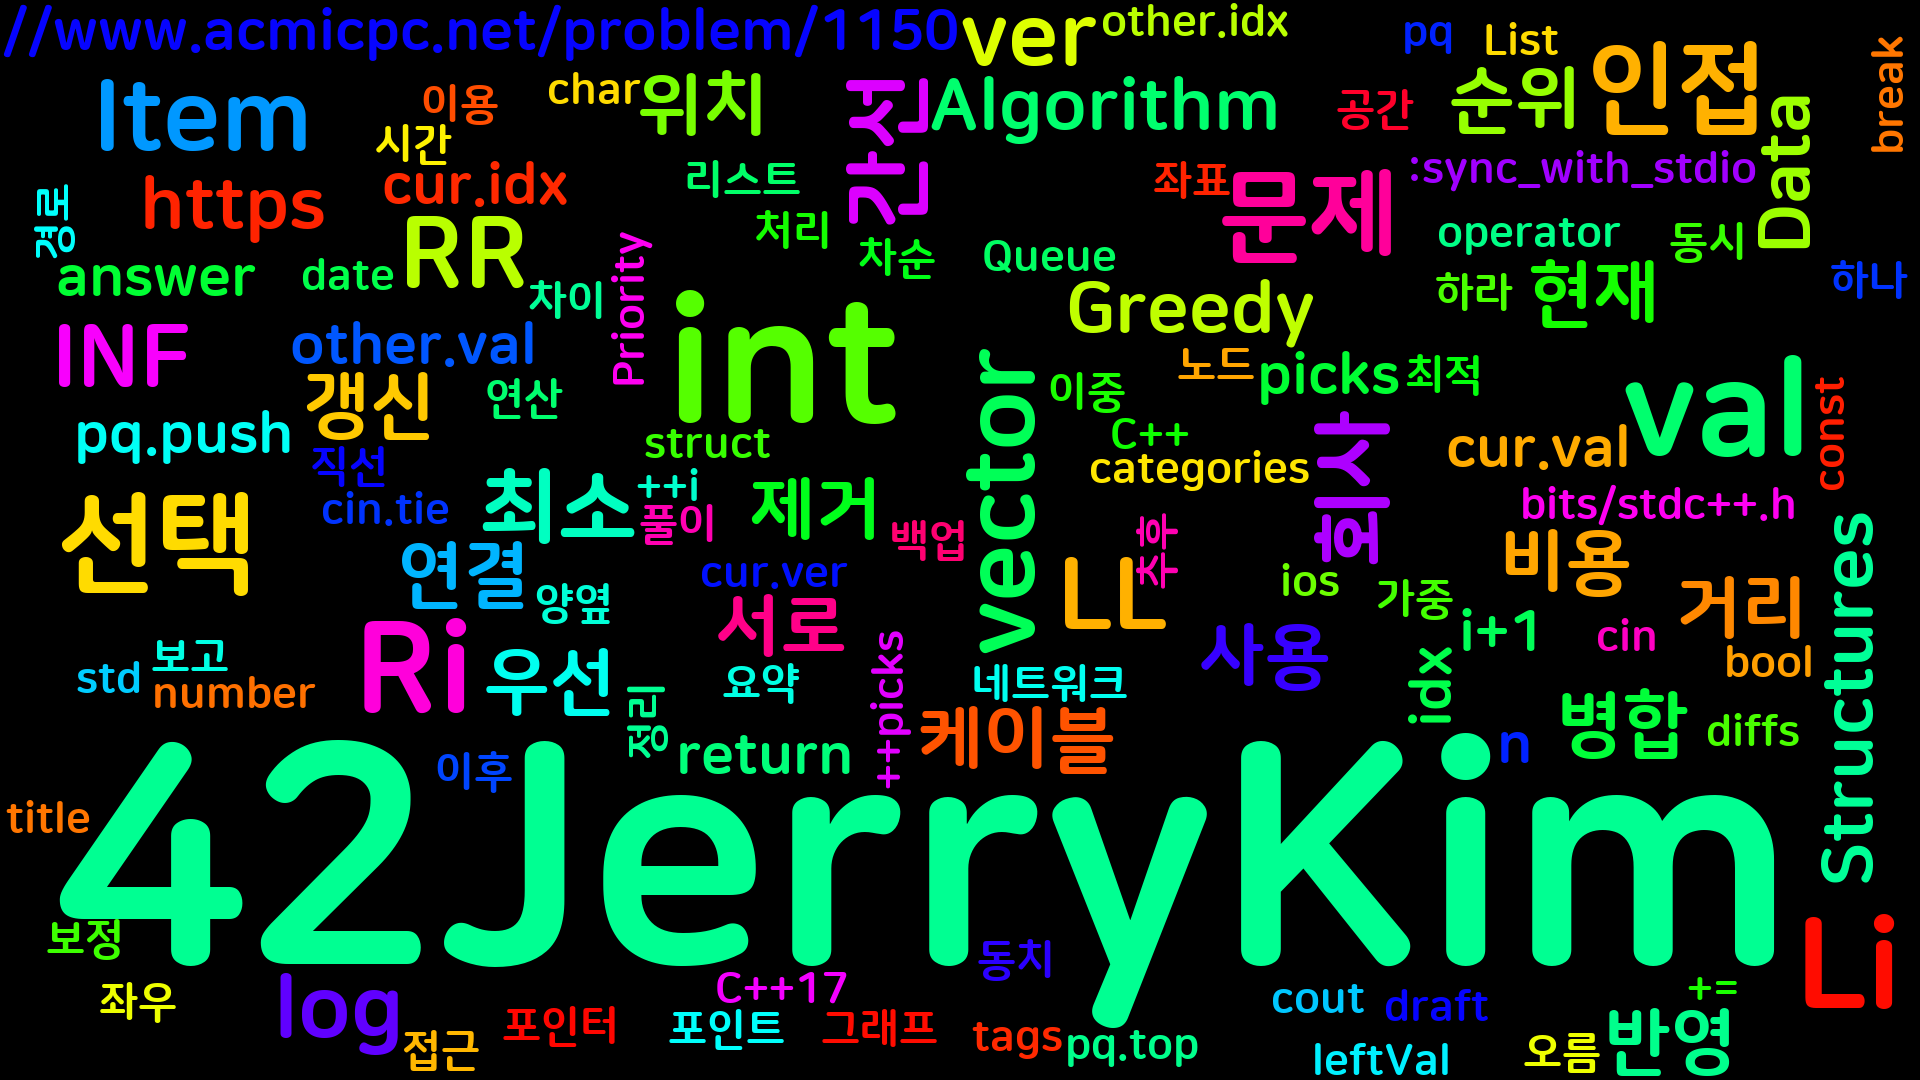 //www.acmicpc.net/problem/1150
ver
other.idx
pq
List
인접
break
Item
이용
char
위치
간선
Algorithm
공간
순위
Data
시간
https
cur.idx
리스트
좌표
문제
:sync_with_stdio
경로
RR
처리
차순
Queue
operator
동시
answer
date
차이
Priority
Greedy
하라
현재
하나
INF
other.val
int
갱신
연산
vector
이중
노드
picks
최적
val
const
pq.push
struct
C++
categories
후보
cur.val
직선
cin.tie
최소
++i
풀이
제거
백업
bits/stdc++.h
선택
연결
양옆
cur.ver
서로
LL
추후
ios
가중
비용
거리
Structures
std
보고
number
Ri
우선
정리
요약
++picks
네트워크
케이블
사용
idx
i+1
cin
bool
병합
diffs
return
n
이후
title
42JerryKim
보정
좌우
log
접근
포인터
C++17
포인트
그래프
동치
tags
pq.top
cout
draft
leftVal
+=
오름
반영
Li